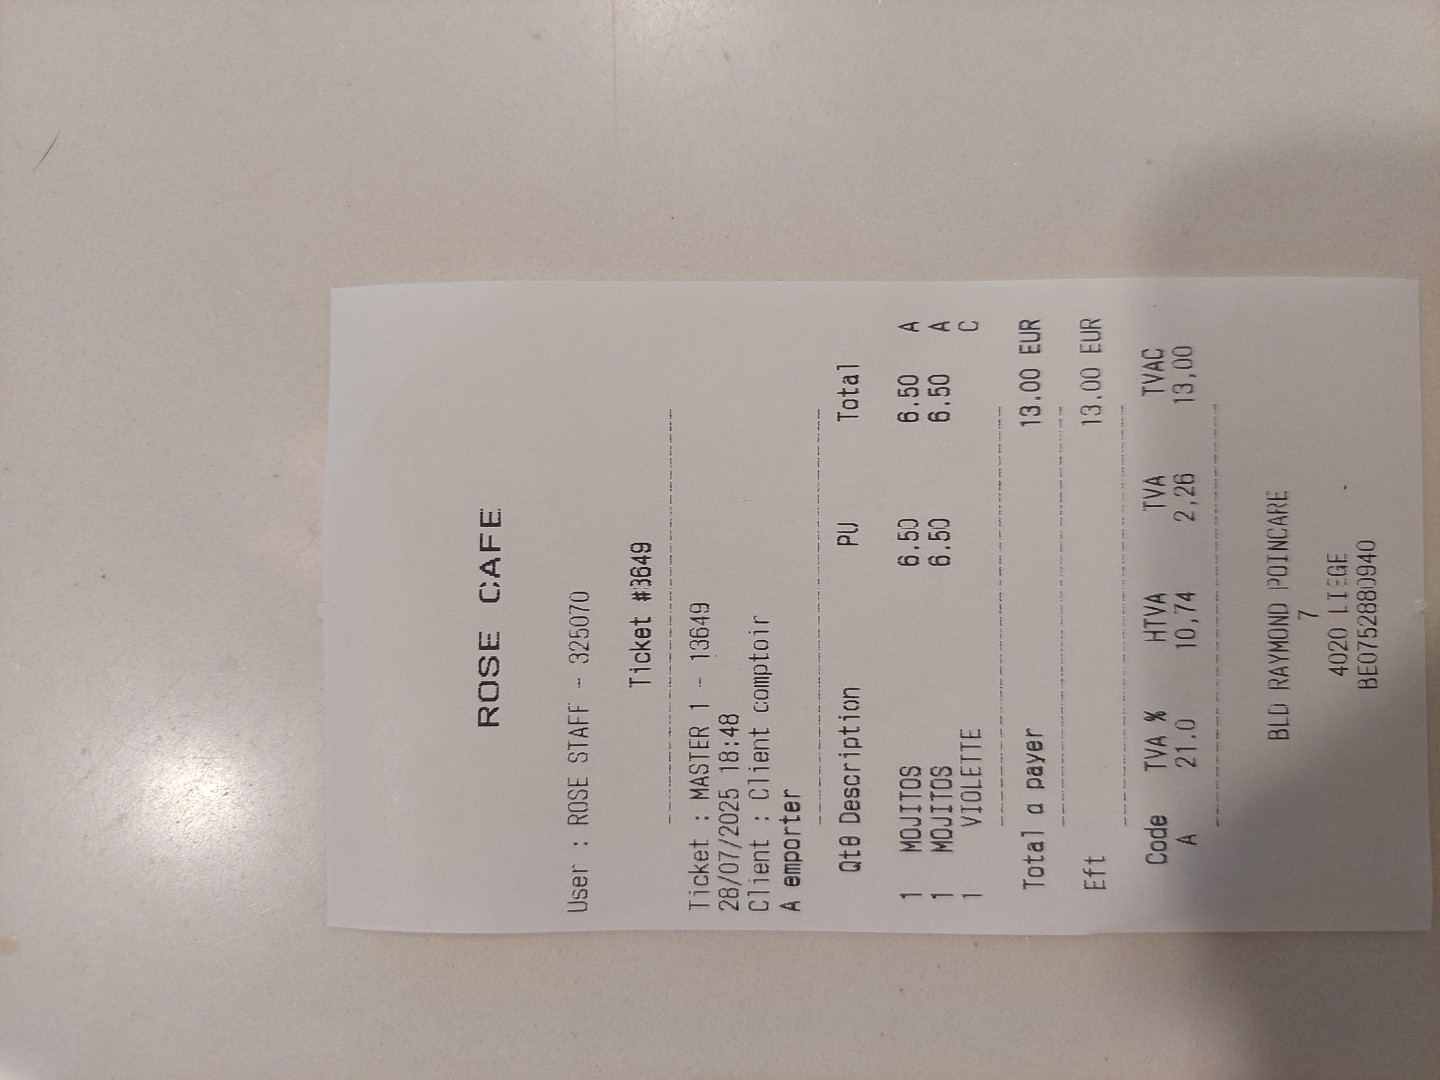 ROSE CAFE
User : ROSE STAFF - 325070
Ticket #3649
Ticket : MASTER 1 - 13649
28/07/2025 18:48
Client : Client comptoir
A emporter
Qté Description PU Total
1 MOJITOS 6.50 6.50 A
1 MOJITOS 6.50 6.50 A
1 VIOLETTE C
Total a payer 13.00 EUR
Eft 13.00 EUR
Code TVA % HTVA TVA TVAC
A 21.0 10,74 2,26 13,00
BLD RAYMOND POINCARE
7
4020 LIEGE
BE0752880940